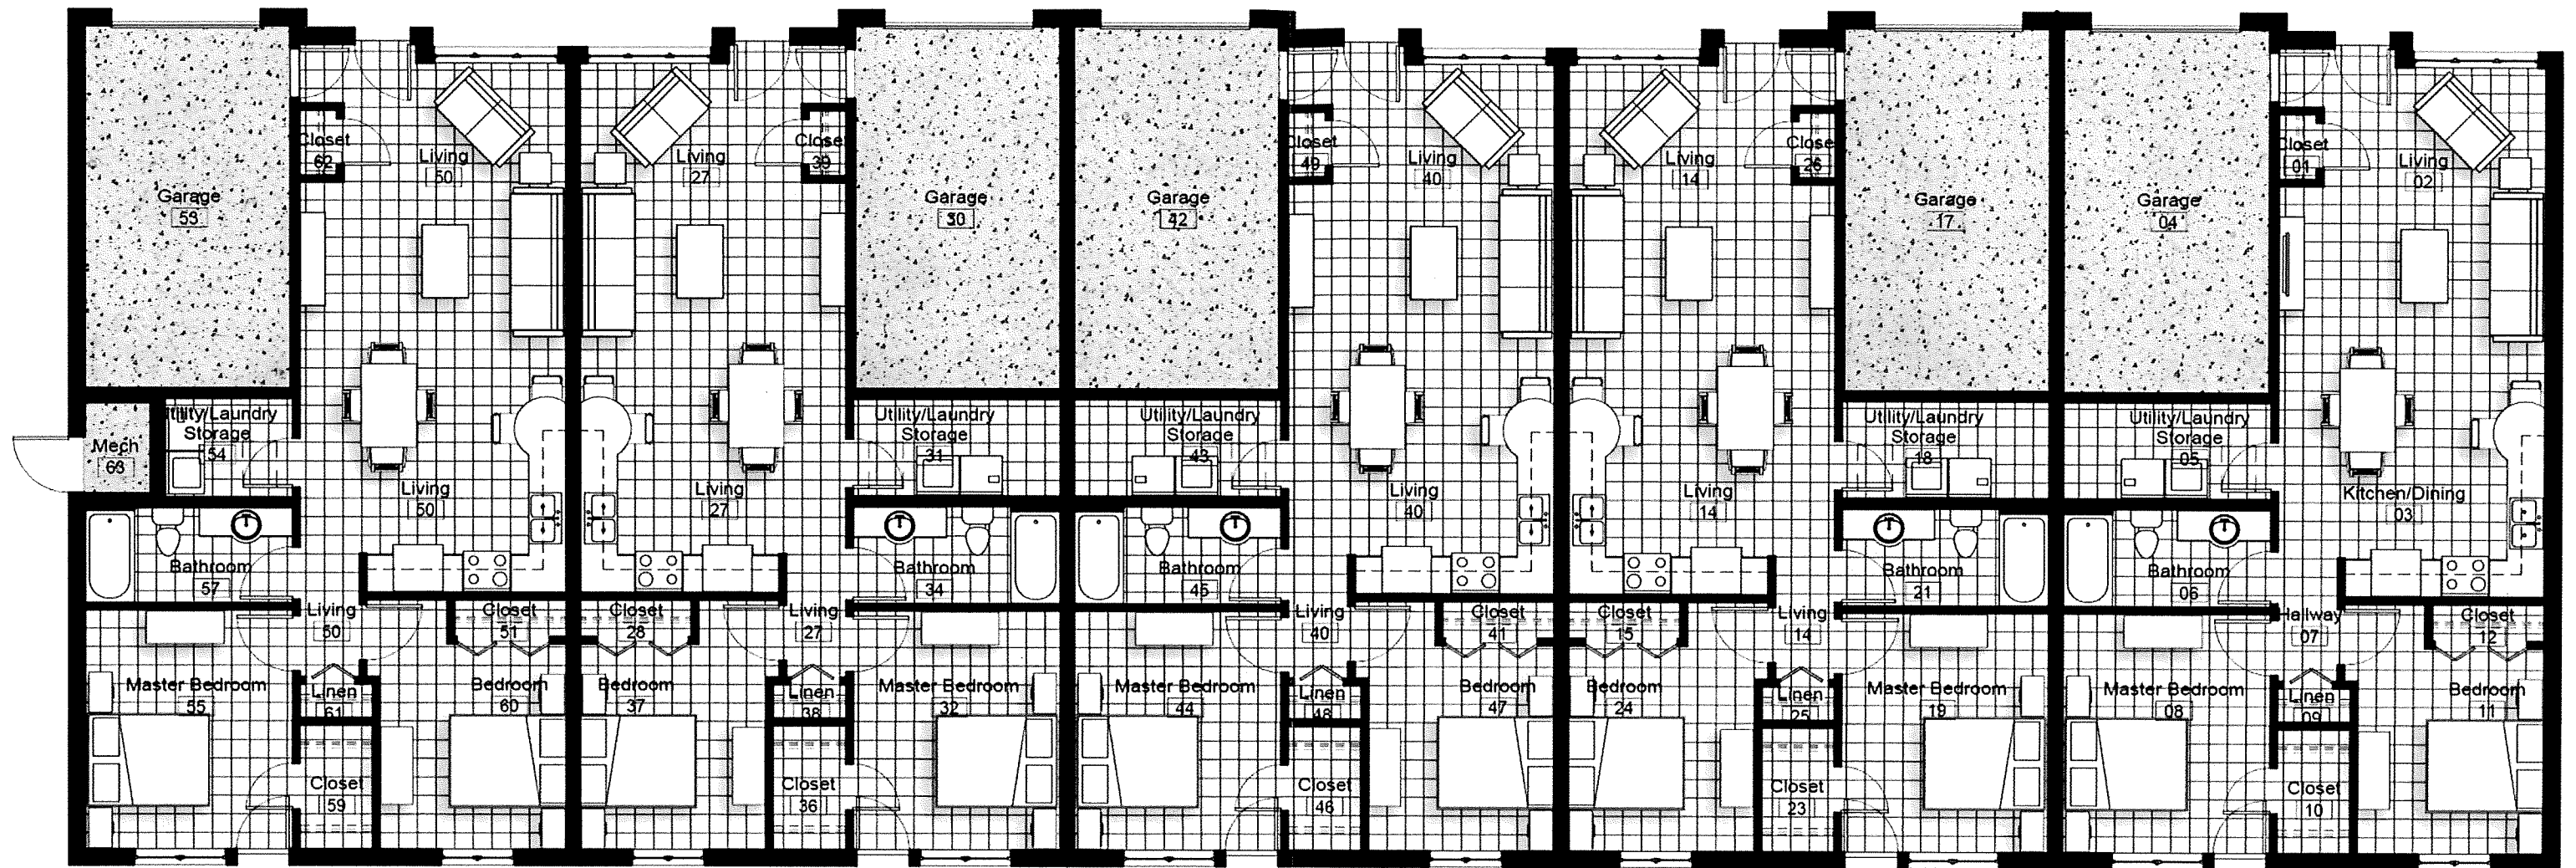 Garage
53
Closet
62
Living
50
Living
27
Closet
39
Garage
30
Garage
42
Closet
49
Living
40
Living
14
Closet
26
Garage
17
Garage
04
Closet
01
Living
02
Mech
63
Utility/Laundry
Storage
54
Living
50
Living
27
Utility/Laundry
Storage
31
Utility/Laundry
Storage
43
Living
40
Living
14
Utility/Laundry
Storage
18
Utility/Laundry
Storage
05
Kitchen/Dining
03
Bathroom
57
Bathroom
34
Bathroom
45
Bathroom
21
Bathroom
06
Living
50
Closet
51
Closet
28
Living
27
Living
40
Closet
41
Closet
15
Living
14
Hallway
07
Closet
12
Master Bedroom
55
Linen
61
Bedroom
60
Bedroom
37
Linen
38
Master Bedroom
32
Master Bedroom
44
Linen
48
Bedroom
47
Bedroom
24
Linen
25
Master Bedroom
19
Master Bedroom
08
Linen
09
Bedroom
11
Closet
59
Closet
36
Closet
46
Closet
23
Closet
10